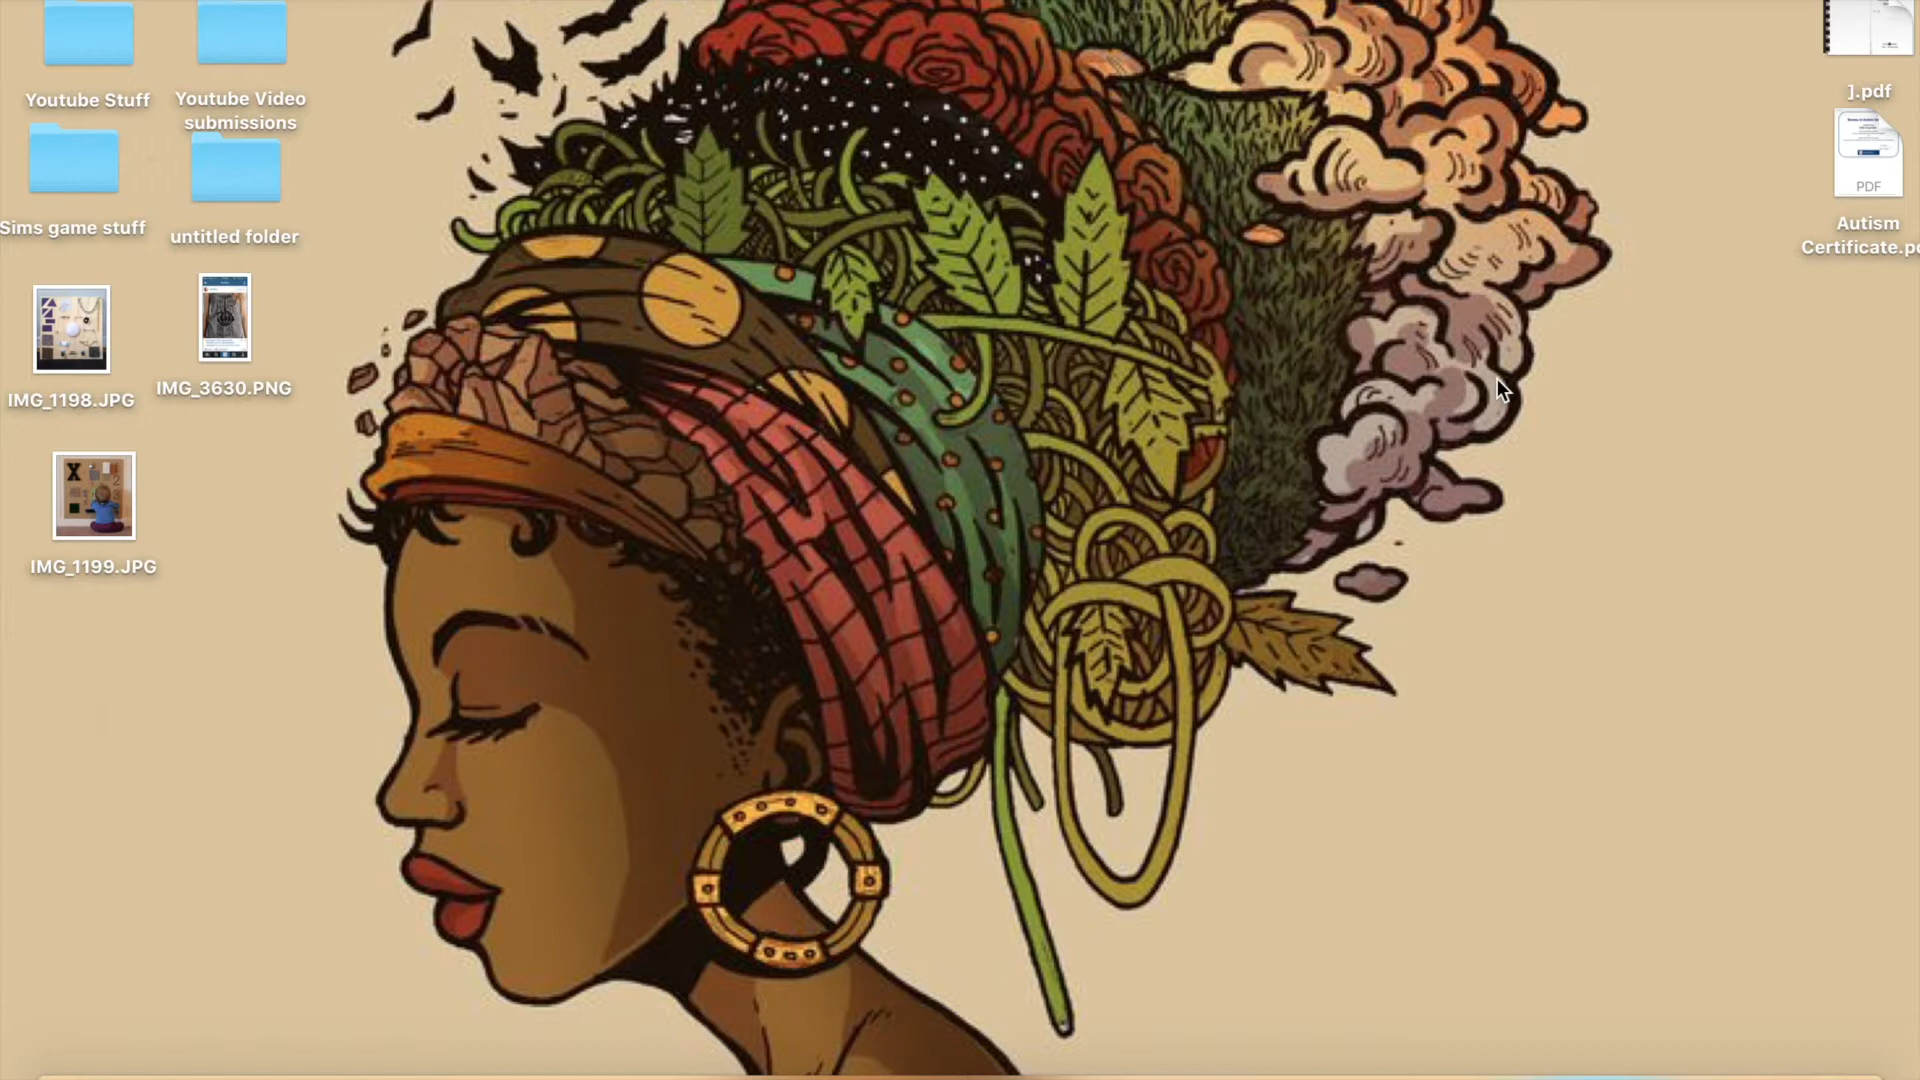 Youtube Stuff
Youtube Video
submissions
Sims game stuff
untitled folder
IMG_1198.JPG
IMG_3630.PNG
IMG_1199.JPG
].pdf
PDF
Autism
Certificate.p